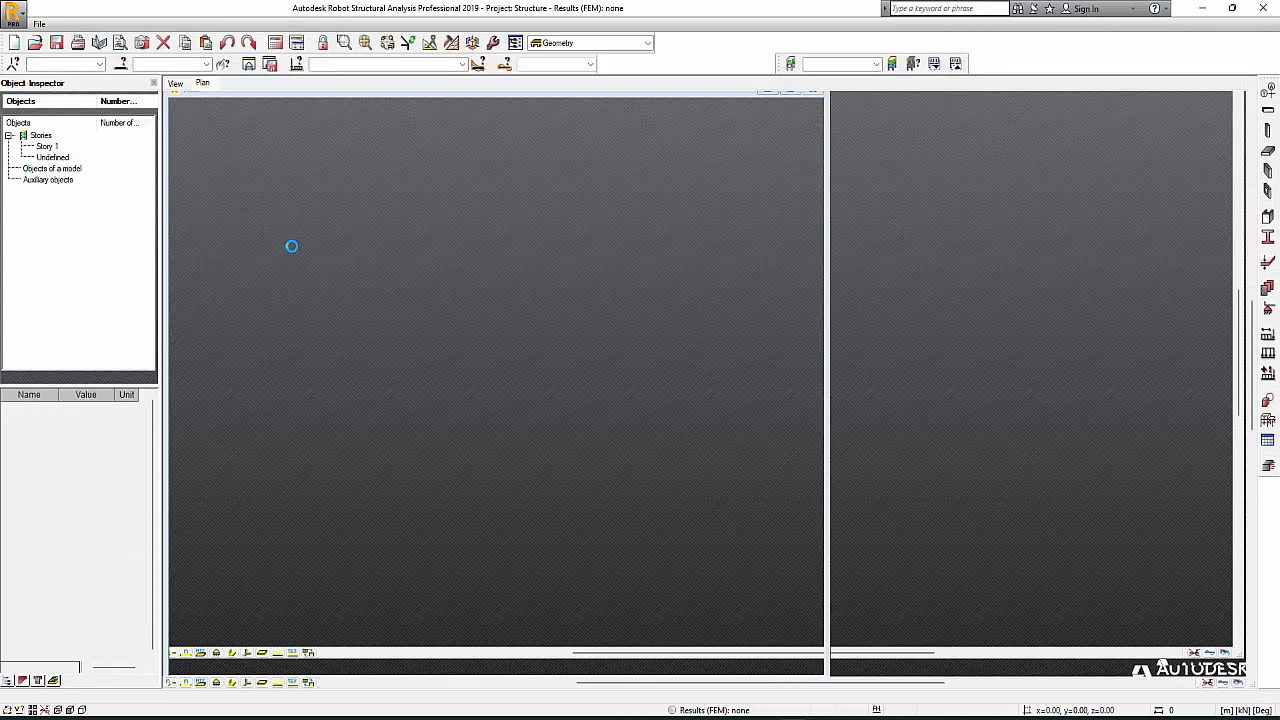 Autodesk Robot Structural Analysis Professional 2019 - Project: Structure - Results (FEM): none
Type a keyword or phrase
Sign In
PRO
File
Geometry
Object Inspector
View
Plan
Objects
Number...
Objects
Number of...
Stories
Story 1
Undefined
Objects of a model
Auxiliary objects
Name
Value
Unit
AUTODESK
Results (FEM): none
x=0.00, y=0.00, z=0.00
0
[m] [kN] [Deg]